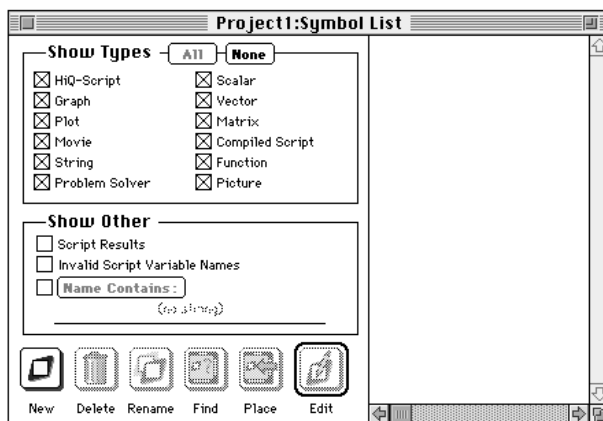 Project1:Symbol List
Show Types All None
HiQ-Script Scalar
Graph Vector
Plot Matrix
Movie Compiled Script
String Function
Problem Solver Picture
Show Other
Script Results
Invalid Script Variable Names
Name Contains:
(no string)
New Delete Rename Find Place Edit